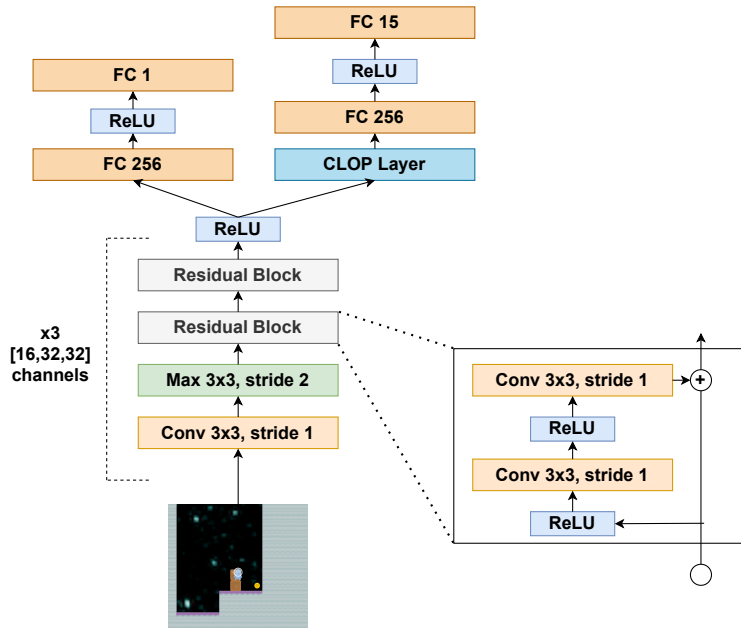 FC 15
ReLU
FC 256
CLOP Layer
FC 1
ReLU
FC 256
ReLU
Residual Block
Residual Block
Max 3x3, stride 2
Conv 3x3, stride 1
x3
[16,32,32]
channels
Conv 3x3, stride 1
+
ReLU
Conv 3x3, stride 1
ReLU